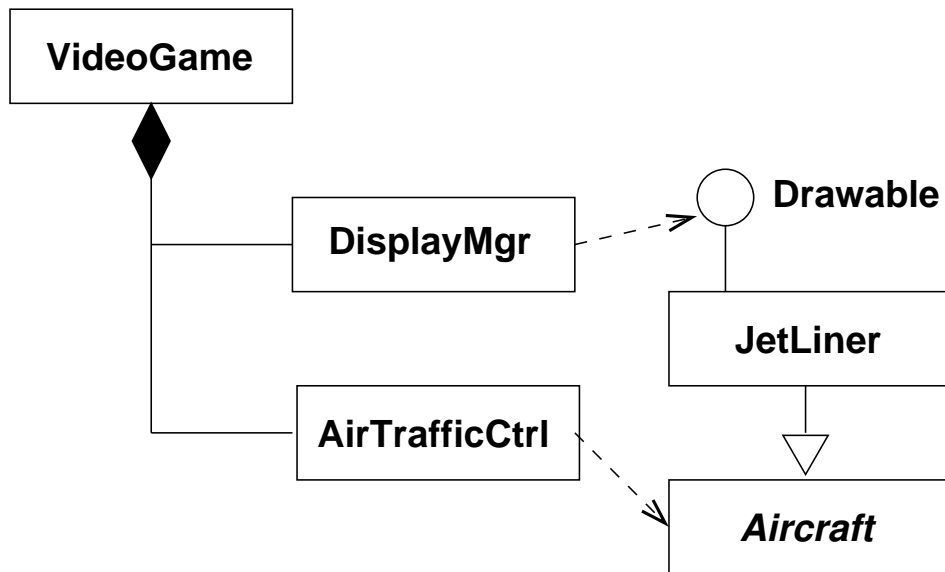 VideoGame
Drawable
DisplayMgr
JetLiner
AirTrafficCtrl
Aircraft